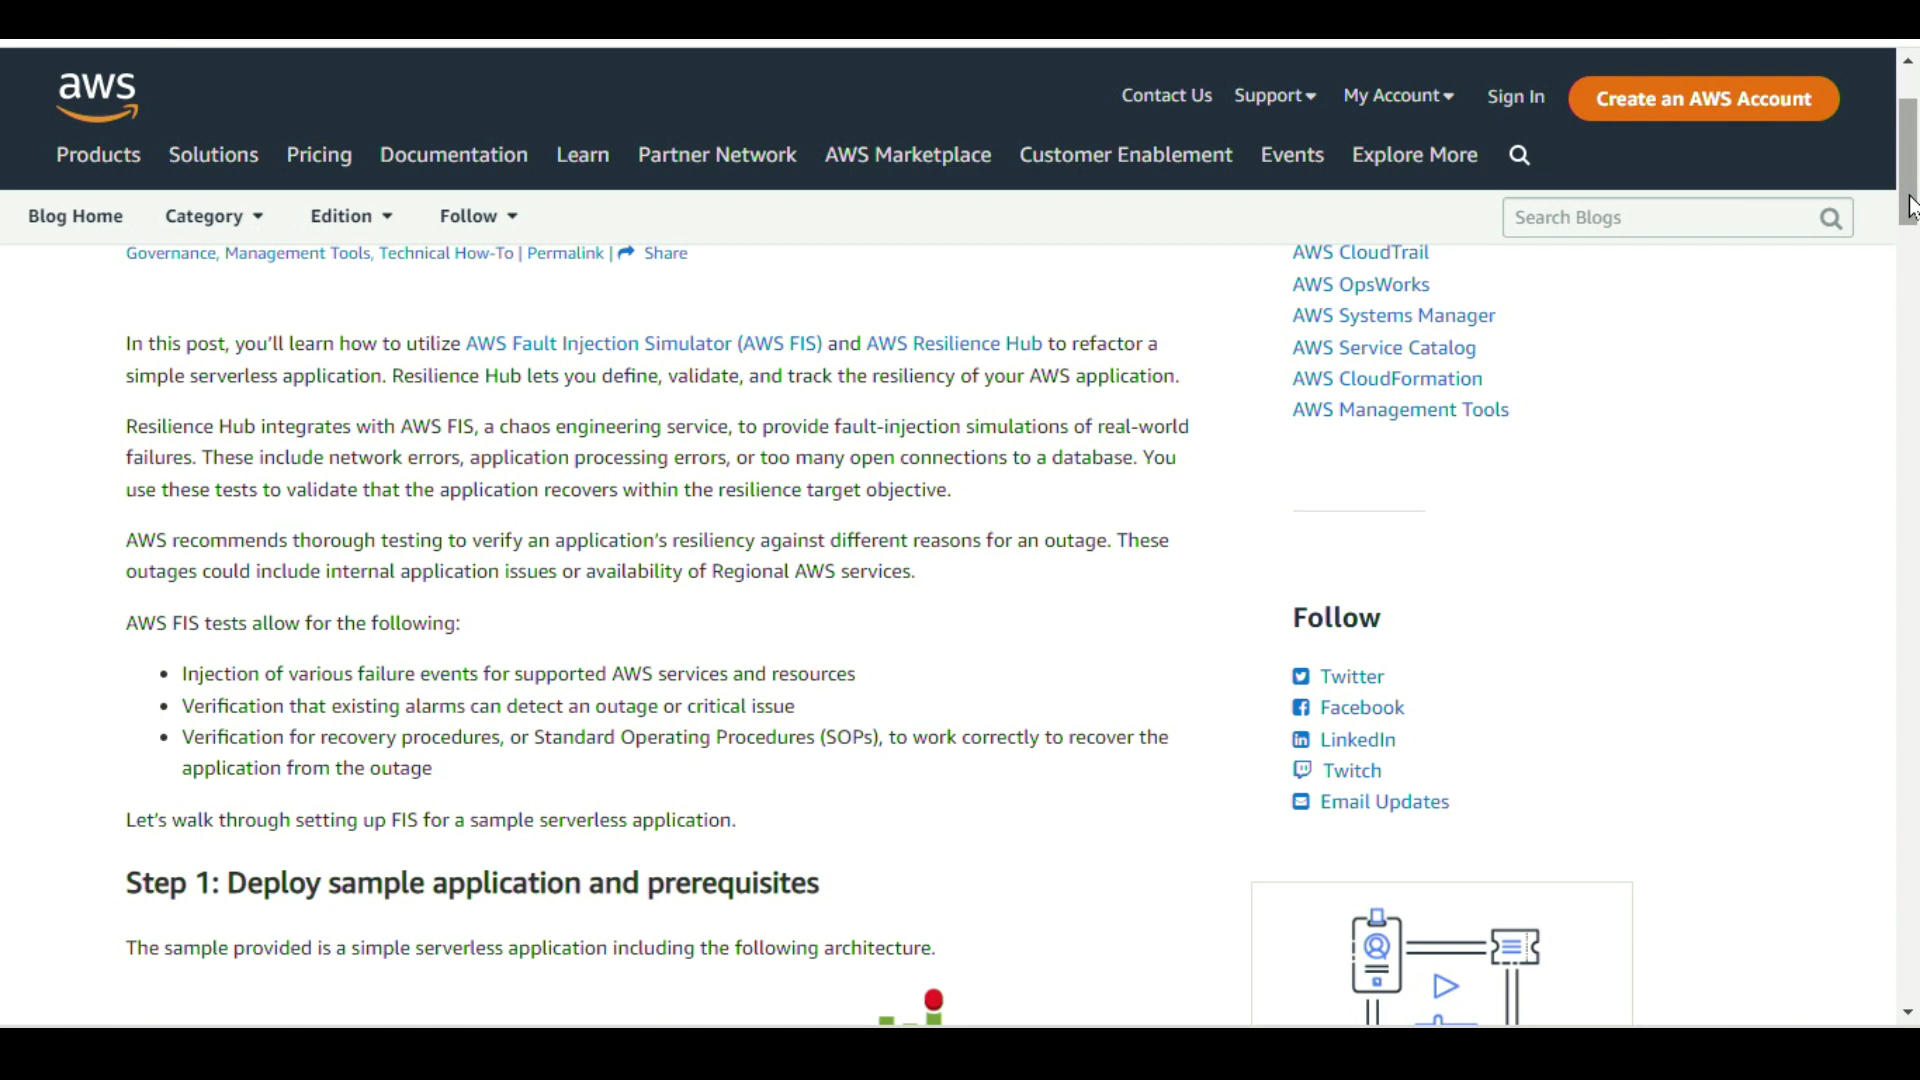 aws
Contact Us Support My Account Sign In Create an AWS Account
Products Solutions Pricing Documentation Learn Partner Network AWS Marketplace Customer Enablement Events Explore More
Blog Home Category Edition Follow Search Blogs
Governance, Management Tools, Technical How-To | Permalink | Share
In this post, you’ll learn how to utilize AWS Fault Injection Simulator (AWS FIS) and AWS Resilience Hub to refactor a
simple serverless application. Resilience Hub lets you define, validate, and track the resiliency of your AWS application.
Resilience Hub integrates with AWS FIS, a chaos engineering service, to provide fault-injection simulations of real-world
failures. These include network errors, application processing errors, or too many open connections to a database. You
use these tests to validate that the application recovers within the resilience target objective.
AWS recommends thorough testing to verify an application’s resiliency against different reasons for an outage. These
outages could include internal application issues or availability of Regional AWS services.
AWS FIS tests allow for the following:
• Injection of various failure events for supported AWS services and resources
• Verification that existing alarms can detect an outage or critical issue
• Verification for recovery procedures, or Standard Operating Procedures (SOPs), to work correctly to recover the
application from the outage
Let’s walk through setting up FIS for a sample serverless application.
Step 1: Deploy sample application and prerequisites
The sample provided is a simple serverless application including the following architecture.
AWS CloudTrail
AWS OpsWorks
AWS Systems Manager
AWS Service Catalog
AWS CloudFormation
AWS Management Tools
Follow
Twitter
Facebook
LinkedIn
Twitch
Email Updates